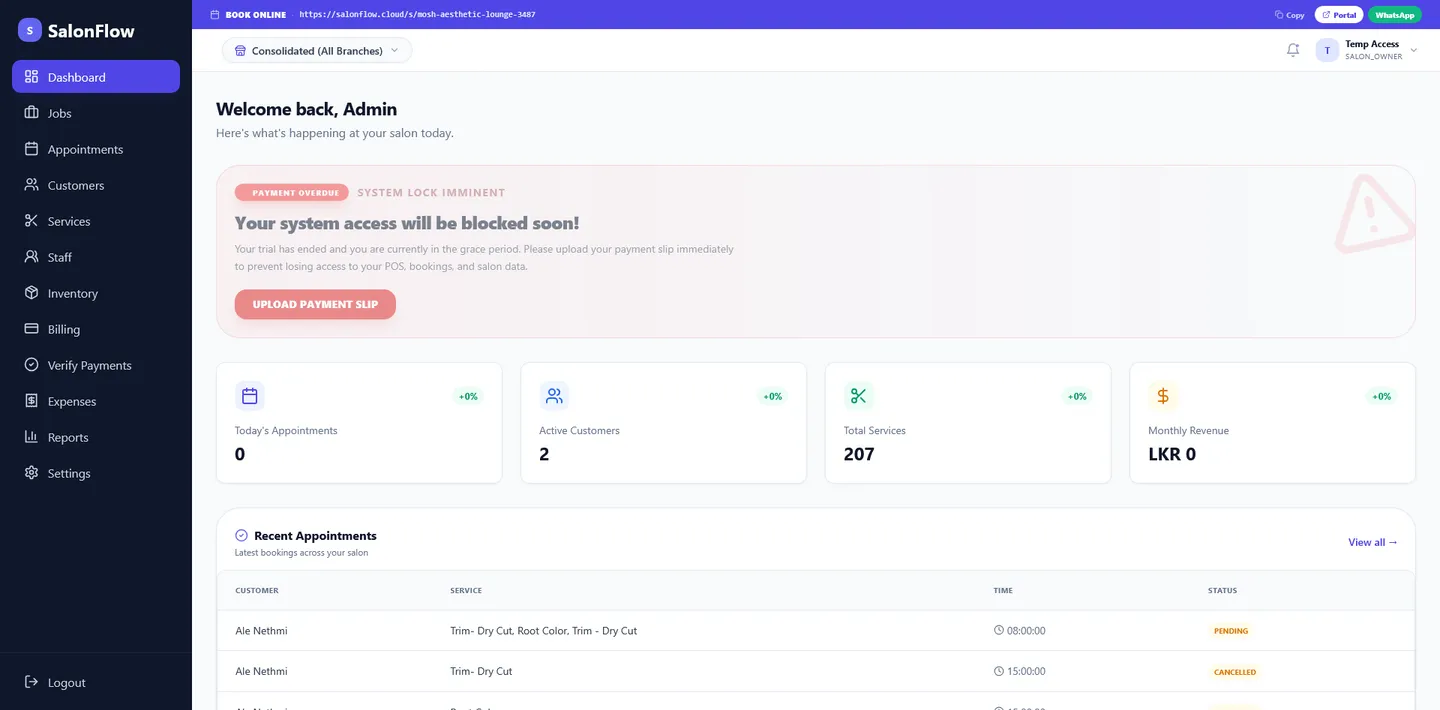 S SalonFlow
BOOK ONLINE · https://salonflow.cloud/s/mosh-aesthetic-lounge-3487
Copy
Portal
WhatsApp
Consolidated (All Branches)
T
Temp Access
SALON_OWNER
Dashboard
Jobs
Appointments
Customers
Services
Staff
Inventory
Billing
Verify Payments
Expenses
Reports
Settings
Logout
Welcome back, Admin
Here's what's happening at your salon today.
PAYMENT OVERDUE SYSTEM LOCK IMMINENT
Your system access will be blocked soon!
Your trial has ended and you are currently in the grace period. Please upload your payment slip immediately
to prevent losing access to your POS, bookings, and salon data.
UPLOAD PAYMENT SLIP
+0%
Today's Appointments
0
+0%
Active Customers
2
+0%
Total Services
207
+0%
Monthly Revenue
LKR 0
Recent Appointments
Latest bookings across your salon
View all →
CUSTOMER SERVICE TIME STATUS
Ale Nethmi Trim- Dry Cut, Root Color, Trim - Dry Cut 08:00:00 PENDING
Ale Nethmi Trim- Dry Cut 15:00:00 CANCELLED